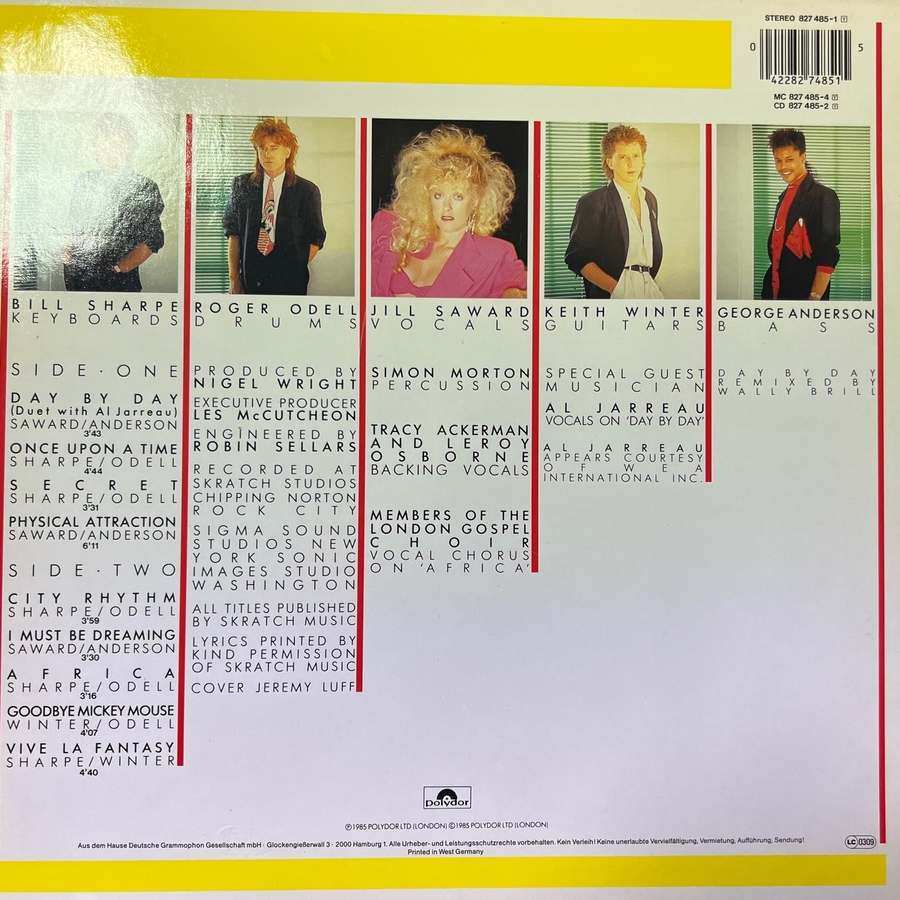 STEREO 827 485-1
0 42282 74851 5
MC 827 485-4
CD 827 485-2
BILL SHARPE
KEYBOARDS
SIDE · ONE
DAY BY DAY
(Duet with Al Jarreau)
SAWARD/ANDERSON
3'43
ONCE UPON A TIME
SHARPE/ODELL
4'44
SECRET
SHARPE/ODELL
3'31
PHYSICAL ATTRACTION
SAWARD/ANDERSON
6'11
SIDE · TWO
CITY RHYTHM
SHARPE/ODELL
3'59
I MUST BE DREAMING
SAWARD/ANDERSON
3'30
AFRICA
SHARPE/ODELL
3'16
GOODBYE MICKEY MOUSE
WINTER/ODELL
4'07
VIVE LA FANTASY
SHARPE/WINTER
4'40
ROGER ODELL
DRUMS
PRODUCED BY
NIGEL WRIGHT
EXECUTIVE PRODUCER
LES McCUTCHEON
ENGINEERED BY
ROBIN SELLARS
RECORDED AT
SKRATCH STUDIOS
CHIPPING NORTON
ROCK CITY
SIGMA SOUND
STUDIOS NEW
YORK SONIC
IMAGES STUDIO
WASHINGTON
ALL TITLES PUBLISHED
BY SKRATCH MUSIC
LYRICS PRINTED BY
KIND PERMISSION
OF SKRATCH MUSIC
COVER JEREMY LUFF
JILL SAWARD
VOCALS
SIMON MORTON
PERCUSSION
TRACY ACKERMAN
AND LEROY
OSBORNE
BACKING VOCALS
MEMBERS OF THE
LONDON GOSPEL
CHOIR
VOCAL CHORUS
ON 'AFRICA'
KEITH WINTER
GUITARS
SPECIAL GUEST
MUSICIAN
AL JARREAU
VOCALS ON 'DAY BY DAY'
AL JARREAU
APPEARS COURTESY
OF WEA
INTERNATIONAL INC.
GEORGE ANDERSON
BASS
DAY BY DAY
REMIXED BY
WALLY BRILL
polydor
℗1985 POLYDOR LTD (LONDON) ©1985 POLYDOR LTD (LONDON)
Aus dem Hause Deutsche Grammophon Gesellschaft mbH · Glockengießerwall 3 · 2000 Hamburg 1. Alle Urheber- und Leistungsschutzrechte vorbehalten. Kein Verleih! Keine unerlaubte Vervielfältigung, Vermietung, Aufführung, Sendung!
Printed in West Germany
LC 0309